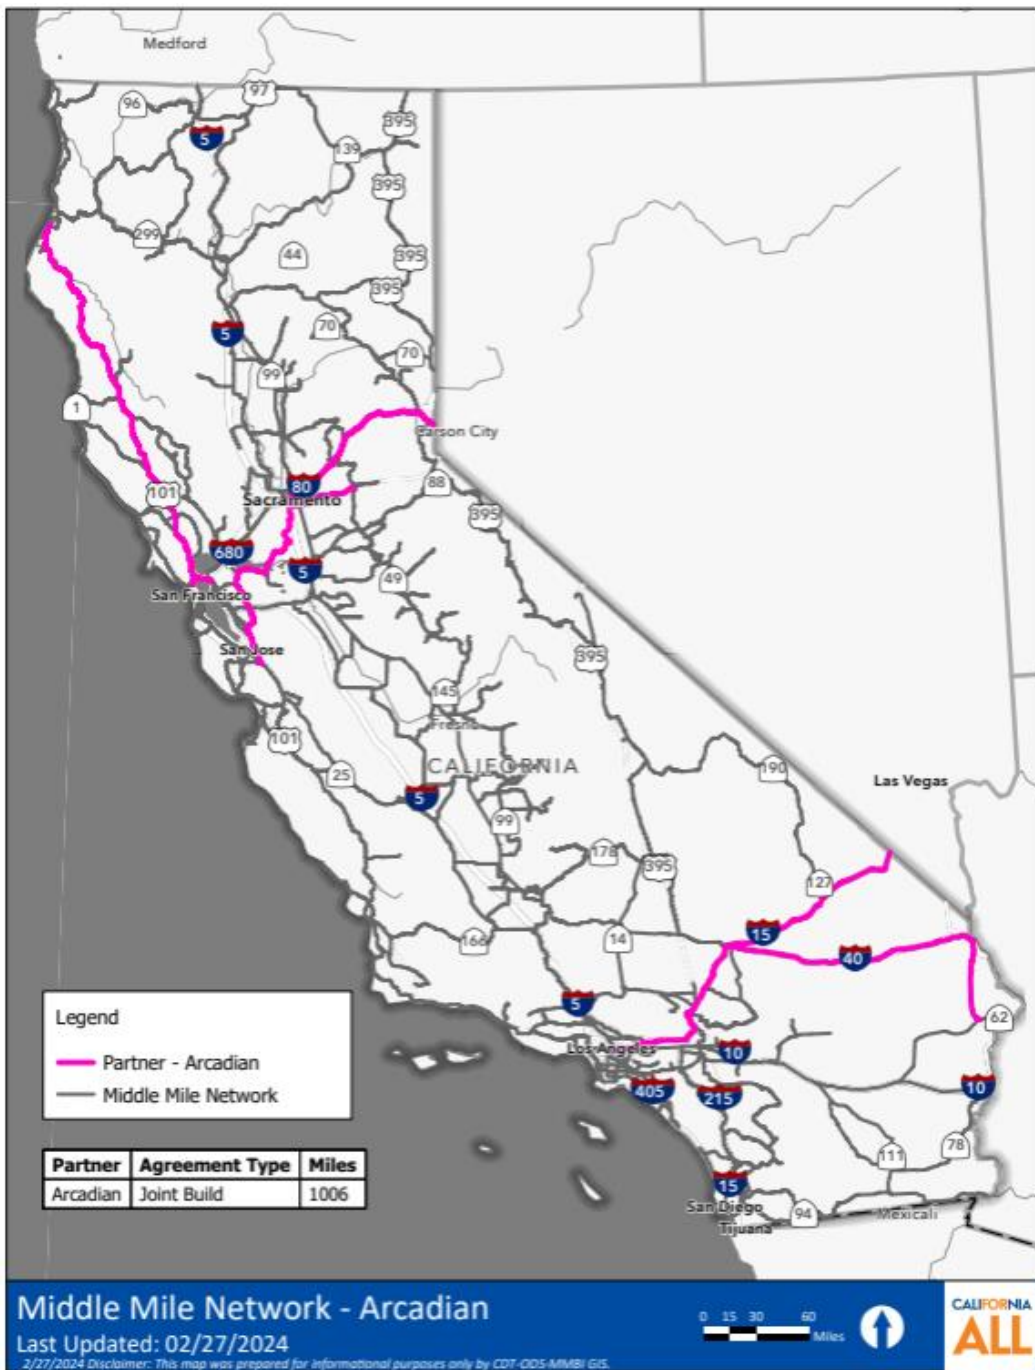 Medford
97
96
5
395
139
395
299
44
395
395
5
70
70
99
1
Carson City
80
88
Sacramento
101
395
680
5
49
San Francisco
San Jose
395
145
Fresno
101
CALIFORNIA
190
25
Las Vegas
5
99
178
395
127
15
166
14
40
5
62
Los Angeles
10
405
215
10
78
111
15
San Diego
94
Mexicali
Tijuana
Legend
Partner - Arcadian
Middle Mile Network
Partner Agreement Type Miles
Arcadian Joint Build 1006
Middle Mile Network - Arcadian
Last Updated: 02/27/2024
2/27/2024 Disclaimer: This map was prepared for informational purposes only by CDT-ODS-MMBI GIS.
0 15 30 60
Miles
CALIFORNIA
ALL